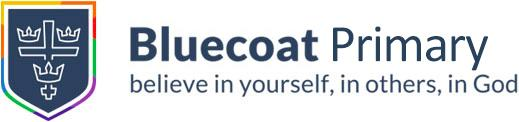 Bluecoat Primary
believe in yourself, in others, in God